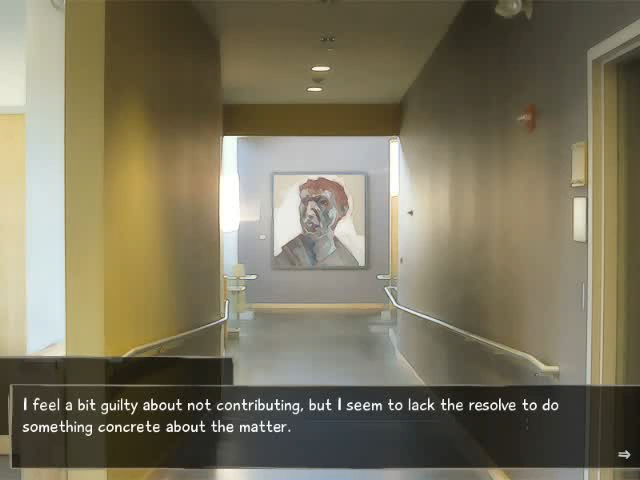 I feel a bit guilty about not contributing, but I seem to lack the resolve to do
something concrete about the matter.